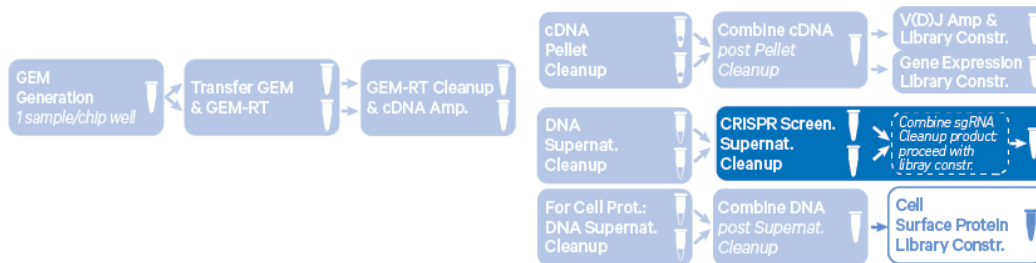 GEM
Generation
1 sample/chip well
Transfer GEM
& GEM-RT
GEM-RT Cleanup
& cDNA Amp.
cDNA
Pellet
Cleanup
Combine cDNA
post Pellet
Cleanup
V(D)J Amp &
Library Constr.
Gene Expression
Library Constr.
DNA
Supernat.
Cleanup
CRISPR Screen.
Supernat.
Cleanup
Combine sgRNA
Cleanup product;
proceed with
libray constr.
For Cell Prot.:
DNA Supernat.
Cleanup
Combine DNA
post Supernat.
Cleanup
Cell
Surface Protein
Library Constr.